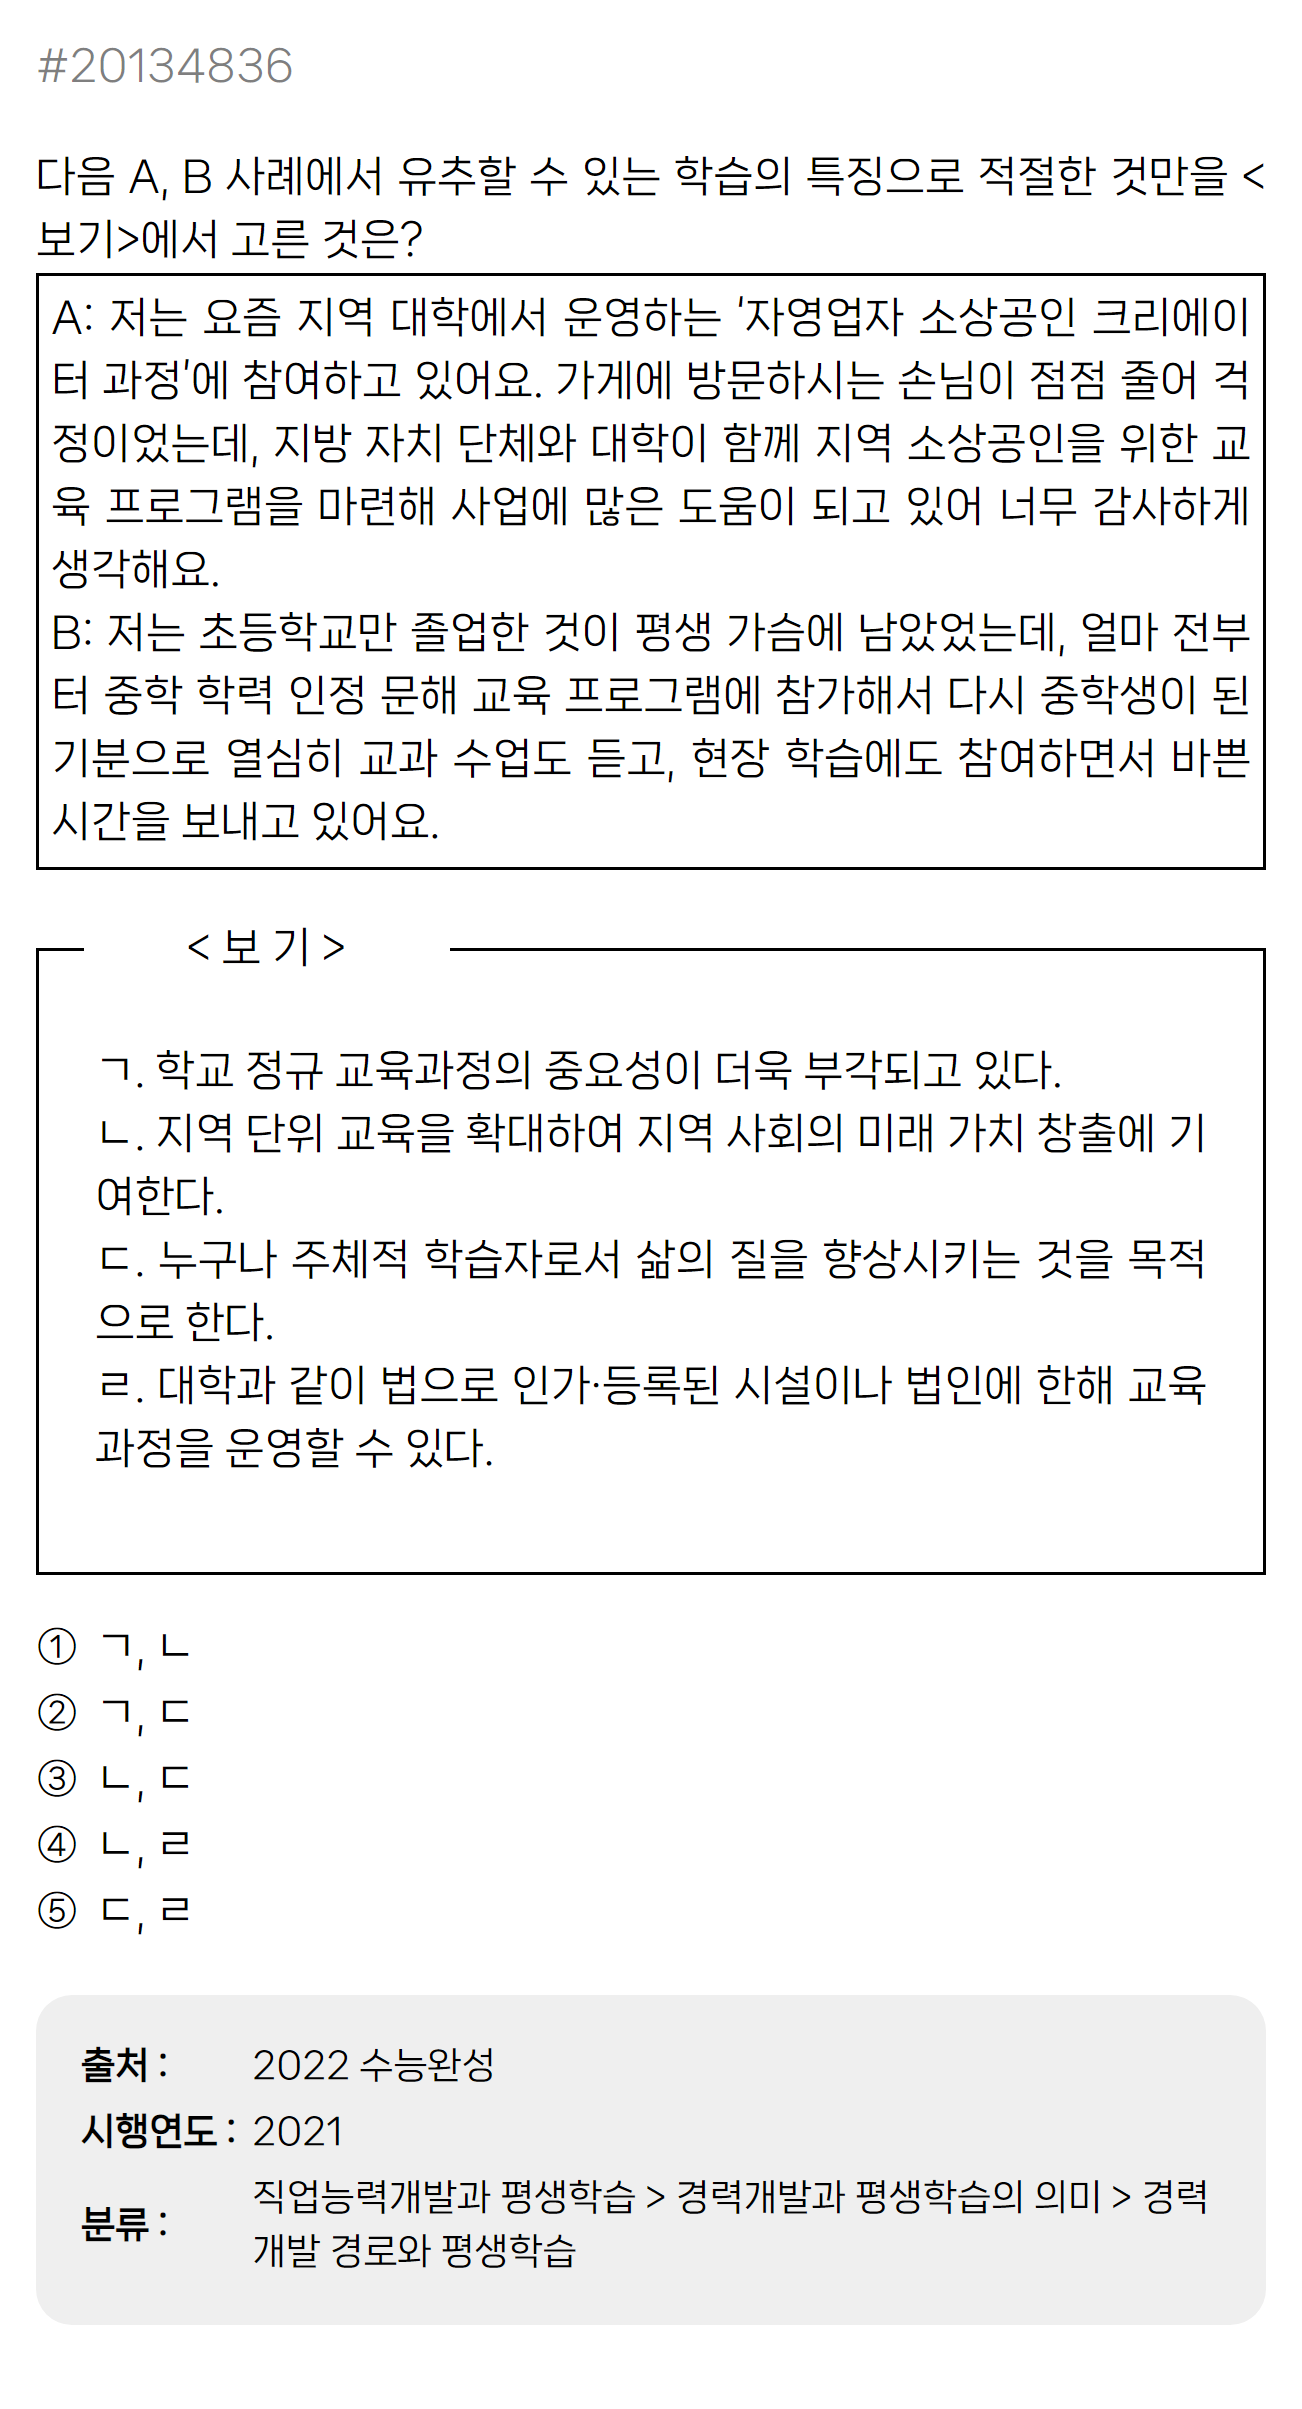 #20134836
다음 A, B 사례에서 유추할 수 있는 학습의 특징으로 적절한 것만을 <
보기>에서 고른 것은?
A: 저는 요즘 지역 대학에서 운영하는 '자영업자 소상공인 크리에이
터 과정'에 참여하고 있어요. 가게에 방문하시는 손님이 점점 줄어 걱
정이었는데, 지방 자치 단체와 대학이 함께 지역 소상공인을 위한 교
육 프로그램을 마련해 사업에 많은 도움이 되고 있어 너무 감사하게
생각해요.
B: 저는 초등학교만 졸업한 것이 평생 가슴에 남았었는데, 얼마 전부
터 중학 학력 인정 문해 교육 프로그램에 참가해서 다시 중학생이 된
기분으로 열심히 교과 수업도 듣고, 현장 학습에도 참여하면서 바쁜
시간을 보내고 있어요.
< 보 기 >
ㄱ. 학교 정규 교육과정의 중요성이 더욱 부각되고 있다.
ㄴ. 지역 단위 교육을 확대하여 지역 사회의 미래 가치 창출에 기
여한다.
ㄷ. 누구나 주체적 학습자로서 삶의 질을 향상시키는 것을 목적
으로 한다.
ㄹ. 대학과 같이 법으로 인가·등록된 시설이나 법인에 한해 교육
과정을 운영할 수 있다.
① ㄱ, ㄴ
② ㄱ, ㄷ
③ ㄴ, ㄷ
④ ㄴ, ㄹ
⑤ ㄷ, ㄹ
출처 : 2022 수능완성
시행연도 : 2021
분류 : 직업능력개발과 평생학습 > 경력개발과 평생학습의 의미 > 경력
개발 경로와 평생학습